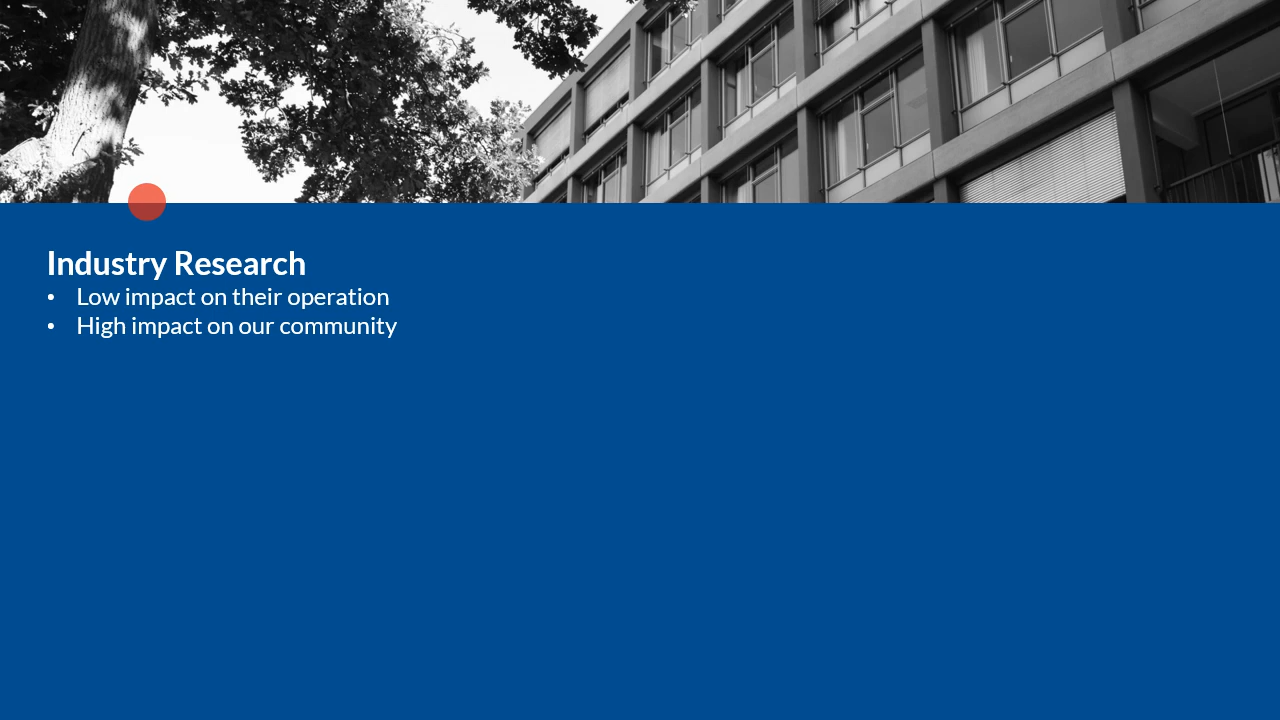 Industry Research
• Low impact on their operation
• High impact on our community